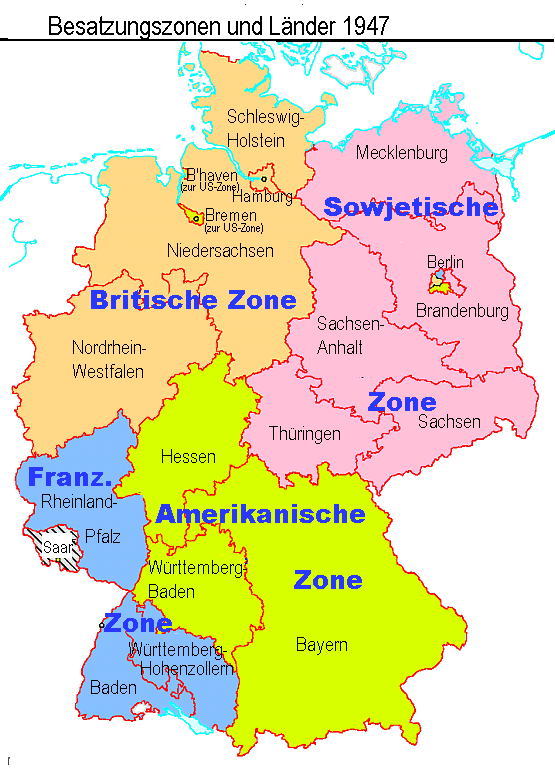 Besatzungszonen und Länder 1947
Schleswig-
Holstein
Mecklenburg
B'haven
(zur US-Zone)
Hamburg
Sowjetische
Bremen
(zur US-Zone)
Niedersachsen
Berlin
Britische Zone
Brandenburg
Sachsen-
Anhalt
Nordrhein-
Westfalen
Zone
Sachsen
Thüringen
Hessen
Franz.
Rheinland-
Pfalz
Amerikanische
Saar
Württemberg-
Baden
Zone
Zone
Württemberg-
Hohenzollern
Bayern
Baden